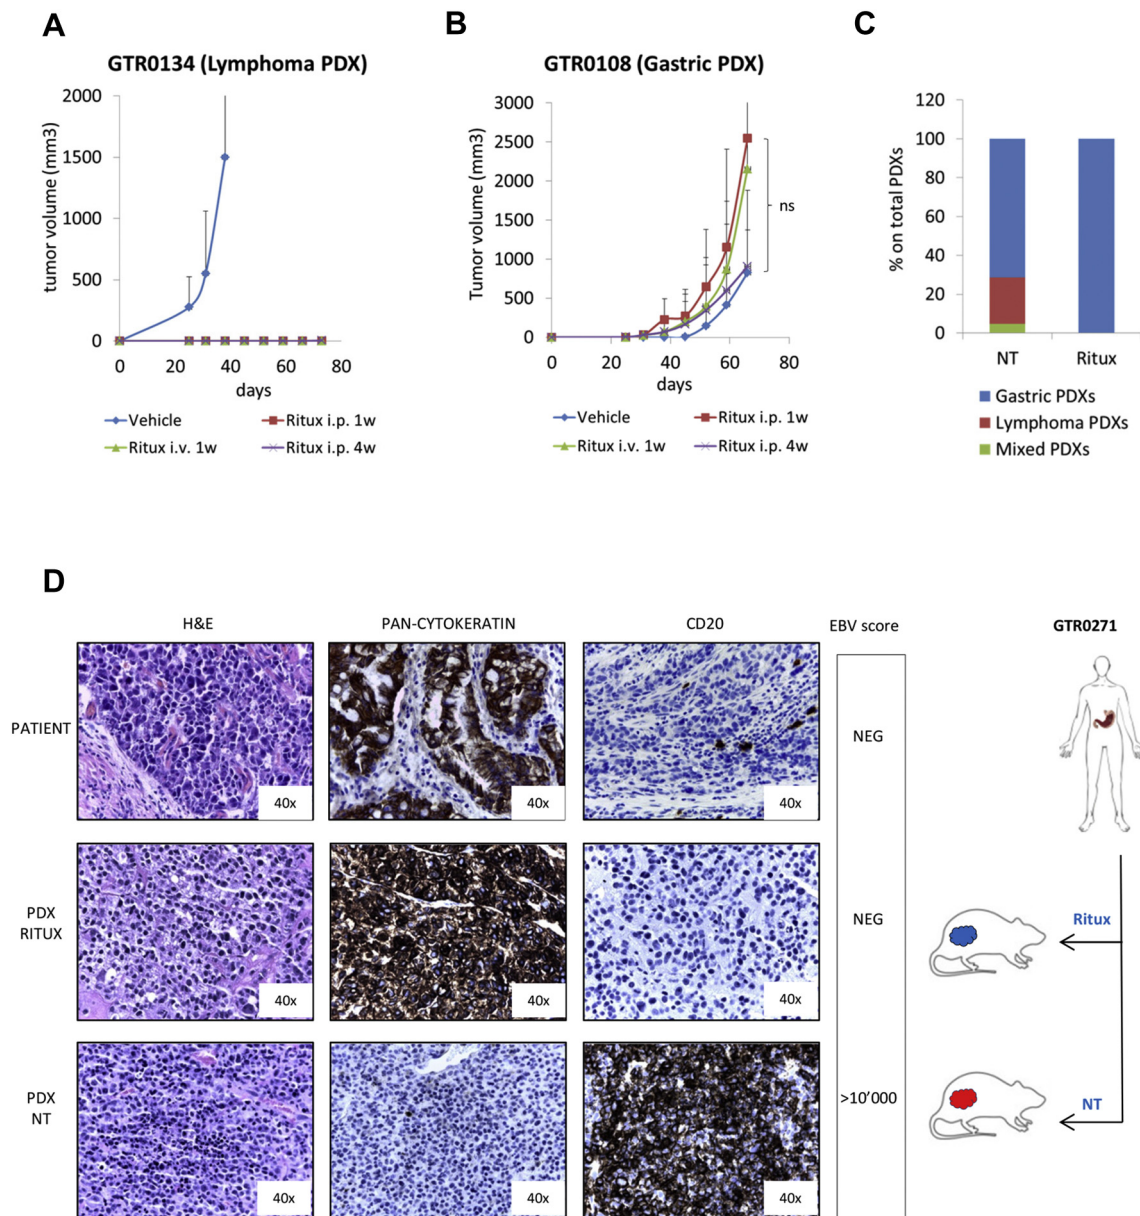 A
B
C
GTR0134 (Lymphoma PDX)
GTR0108 (Gastric PDX)
tumor volume (mm3)
2000
1500
1000
500
0
0 20 40 60 80
days
Vehicle
Ritux i.p. 1w
Ritux i.v. 1w
Ritux i.p. 4w
Tumor volume (mm3)
3000
2500
2000
1500
1000
500
0
0 20 40 60 80
days
ns
Vehicle
Ritux i.p. 1w
Ritux i.v. 1w
Ritux i.p. 4w
% on total PDXs
120
100
80
60
40
20
0
NT Ritux
Gastric PDXs
Lymphoma PDXs
Mixed PDXs
D
H&E PAN-CYTOKERATIN CD20 EBV score GTR0271
PATIENT
40x 40x 40x
NEG
PDX
RITUX
40x 40x 40x
NEG
Ritux
PDX
NT
40x 40x 40x
>10'000
NT